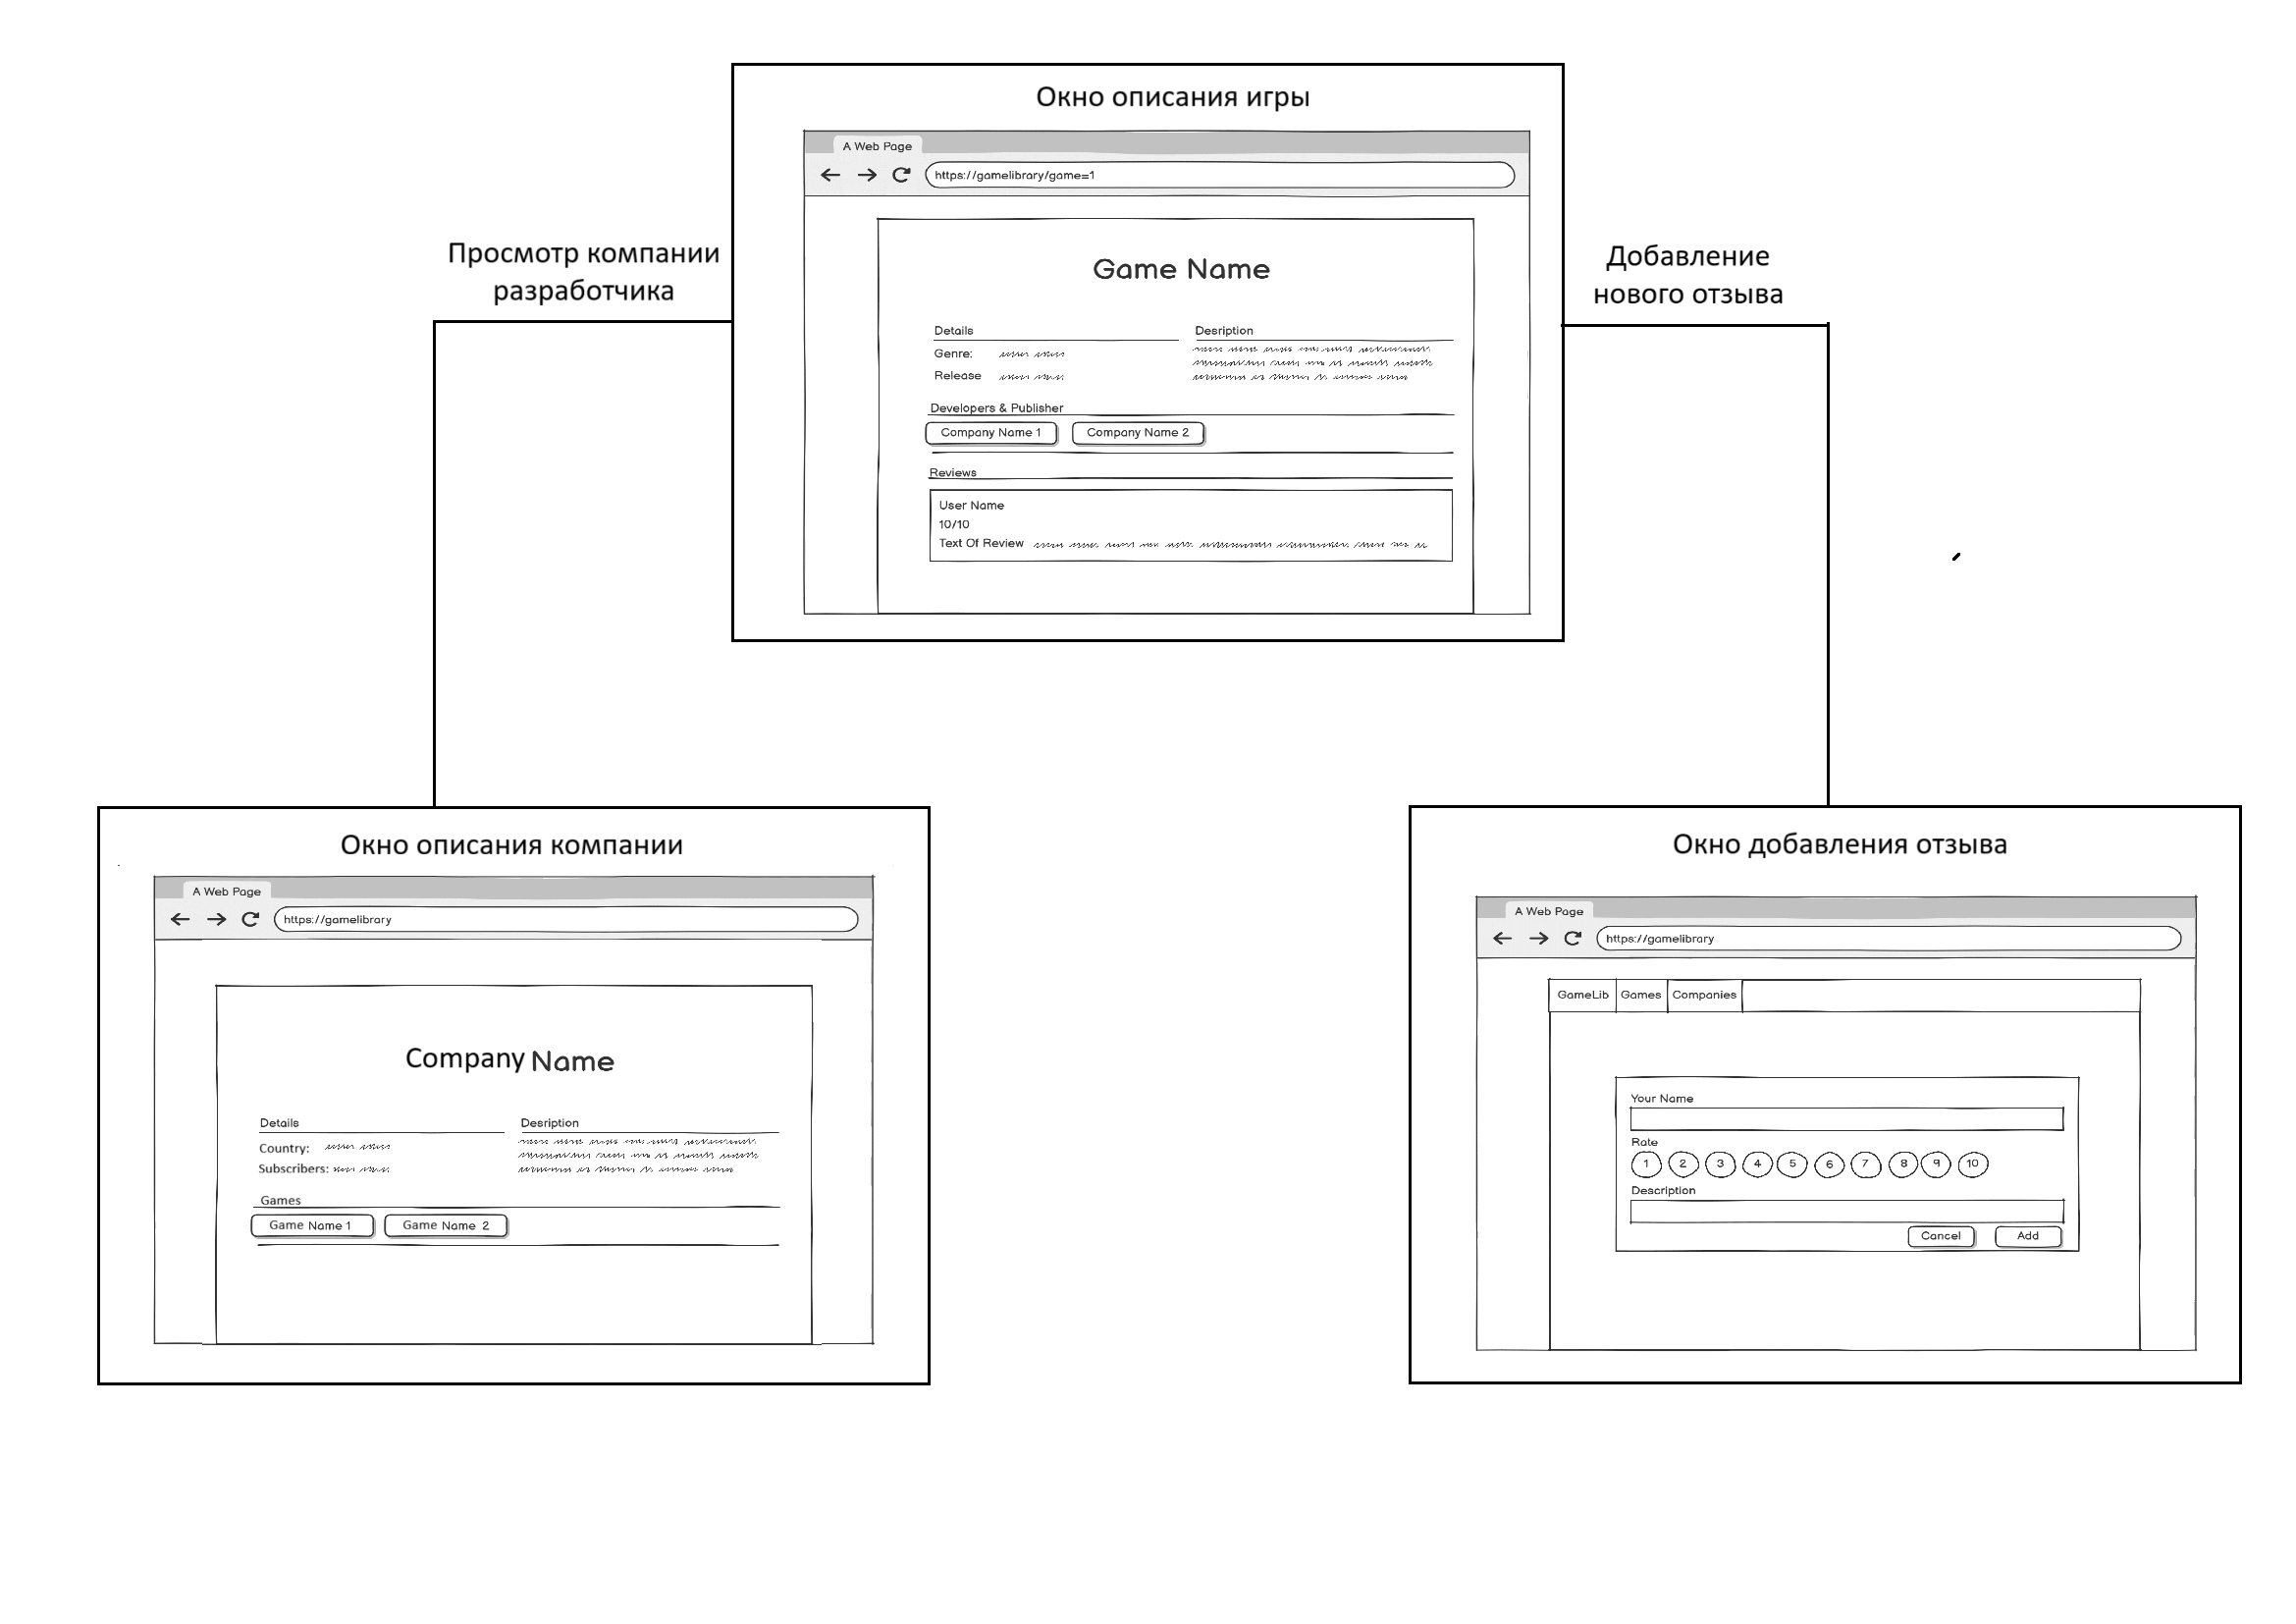 Окно описания игры
A Web Page
https://gamelibrary/game=1
Game Name
Details
Desription
Genre:
Release
Developers & Publisher
Company Name 1
Company Name 2
Reviews
User Name
10/10
Text Of Review
Просмотр компании
разработчика
Добавление
нового отзыва
Окно описания компании
A Web Page
https://gamelibrary
Company Name
Details
Desription
Country:
Subscribers:
Games
Game Name 1
Game Name 2
Окно добавления отзыва
A Web Page
https://gamelibrary
GameLib Games Companies
Your Name
Rate
1 2 3 4 5 6 7 8 9 10
Description
Cancel Add